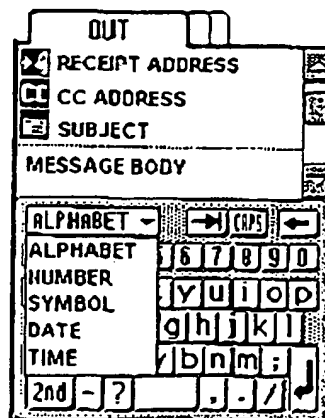 OUT
RECEIPT ADDRESS
CC ADDRESS
SUBJECT
MESSAGE BODY
ALPHABET CAPS
ALPHABET 6 7 8 9 0
NUMBER y u i o p
SYMBOL g h j k l
DATE
TIME v b n m ;
2nd - ? , . /